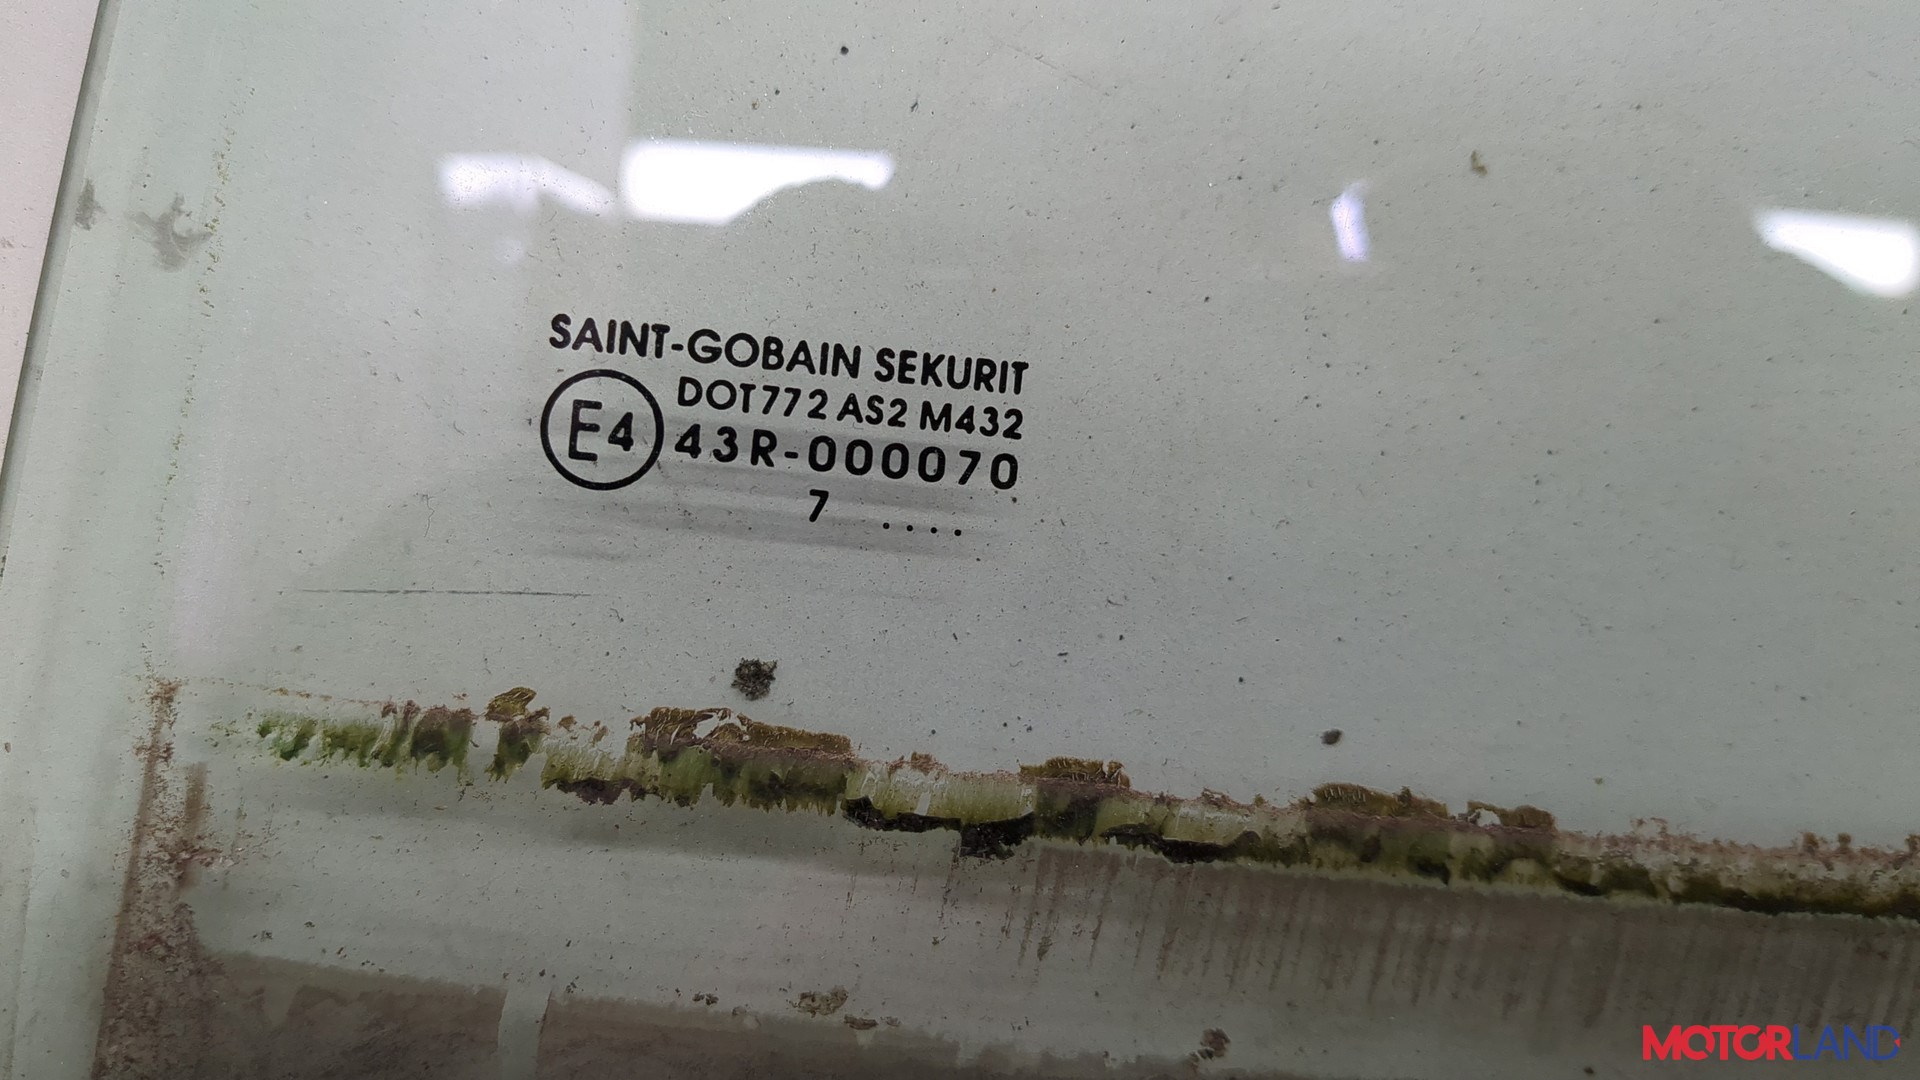 SAINT-GOBAIN SEKURIT
DOT772 AS2 M432
E4 43R-000070
7 ....
MOTORLAND